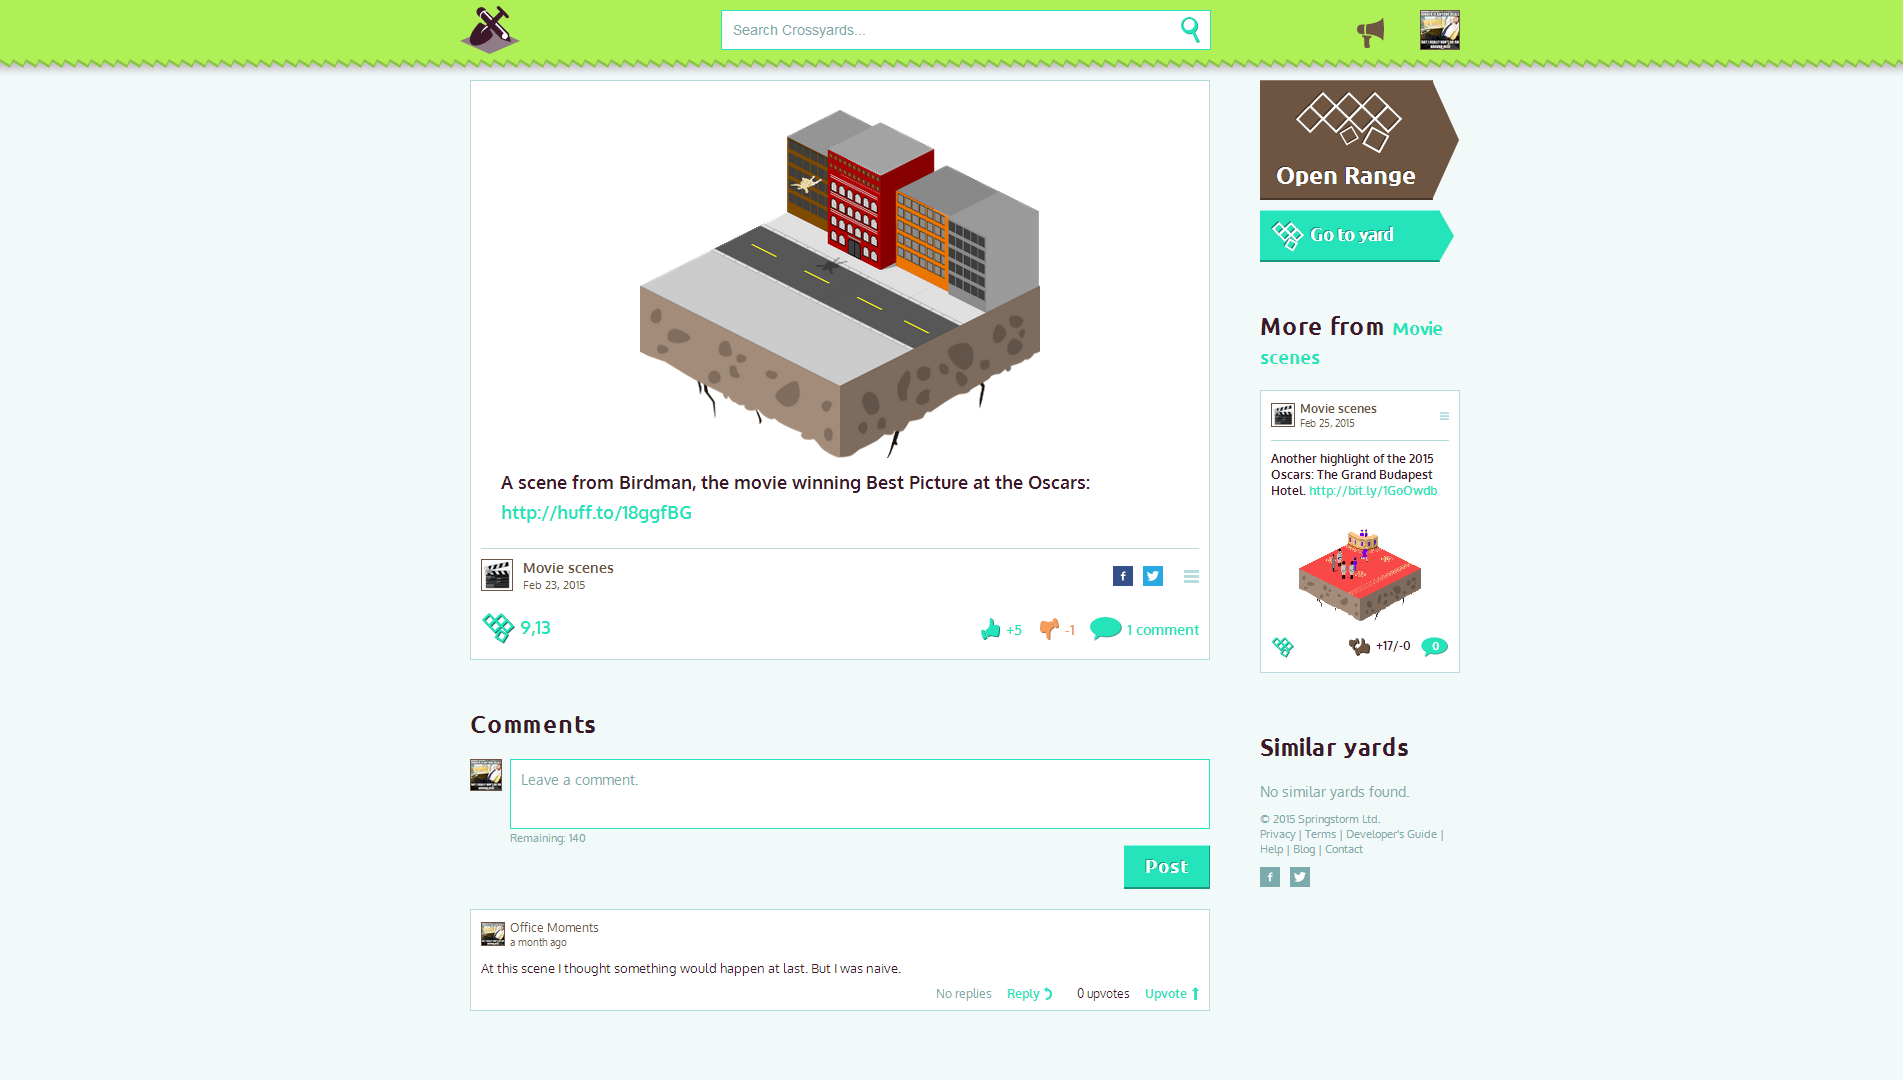 Search Crossyards...
A scene from Birdman, the movie winning Best Picture at the Oscars:
http://huff.to/18ggfBG
Movie scenes
Feb 23, 2015
9,13
+5
-1
1 comment
Comments
Leave a comment.
Remaining: 140
Post
Office Moments
a month ago
At this scene I thought something would happen at last. But I was naive.
No replies
Reply
0 upvotes
Upvote
Open Range
Go to yard
More from Movie
scenes
Movie scenes
Feb 25, 2015
Another highlight of the 2015
Oscars: The Grand Budapest
Hotel. http://bit.ly/1GoOwdb
+17/-0
0
Similar yards
No similar yards found.
© 2015 Springstorm Ltd.
Privacy | Terms | Developer's Guide |
Help | Blog | Contact